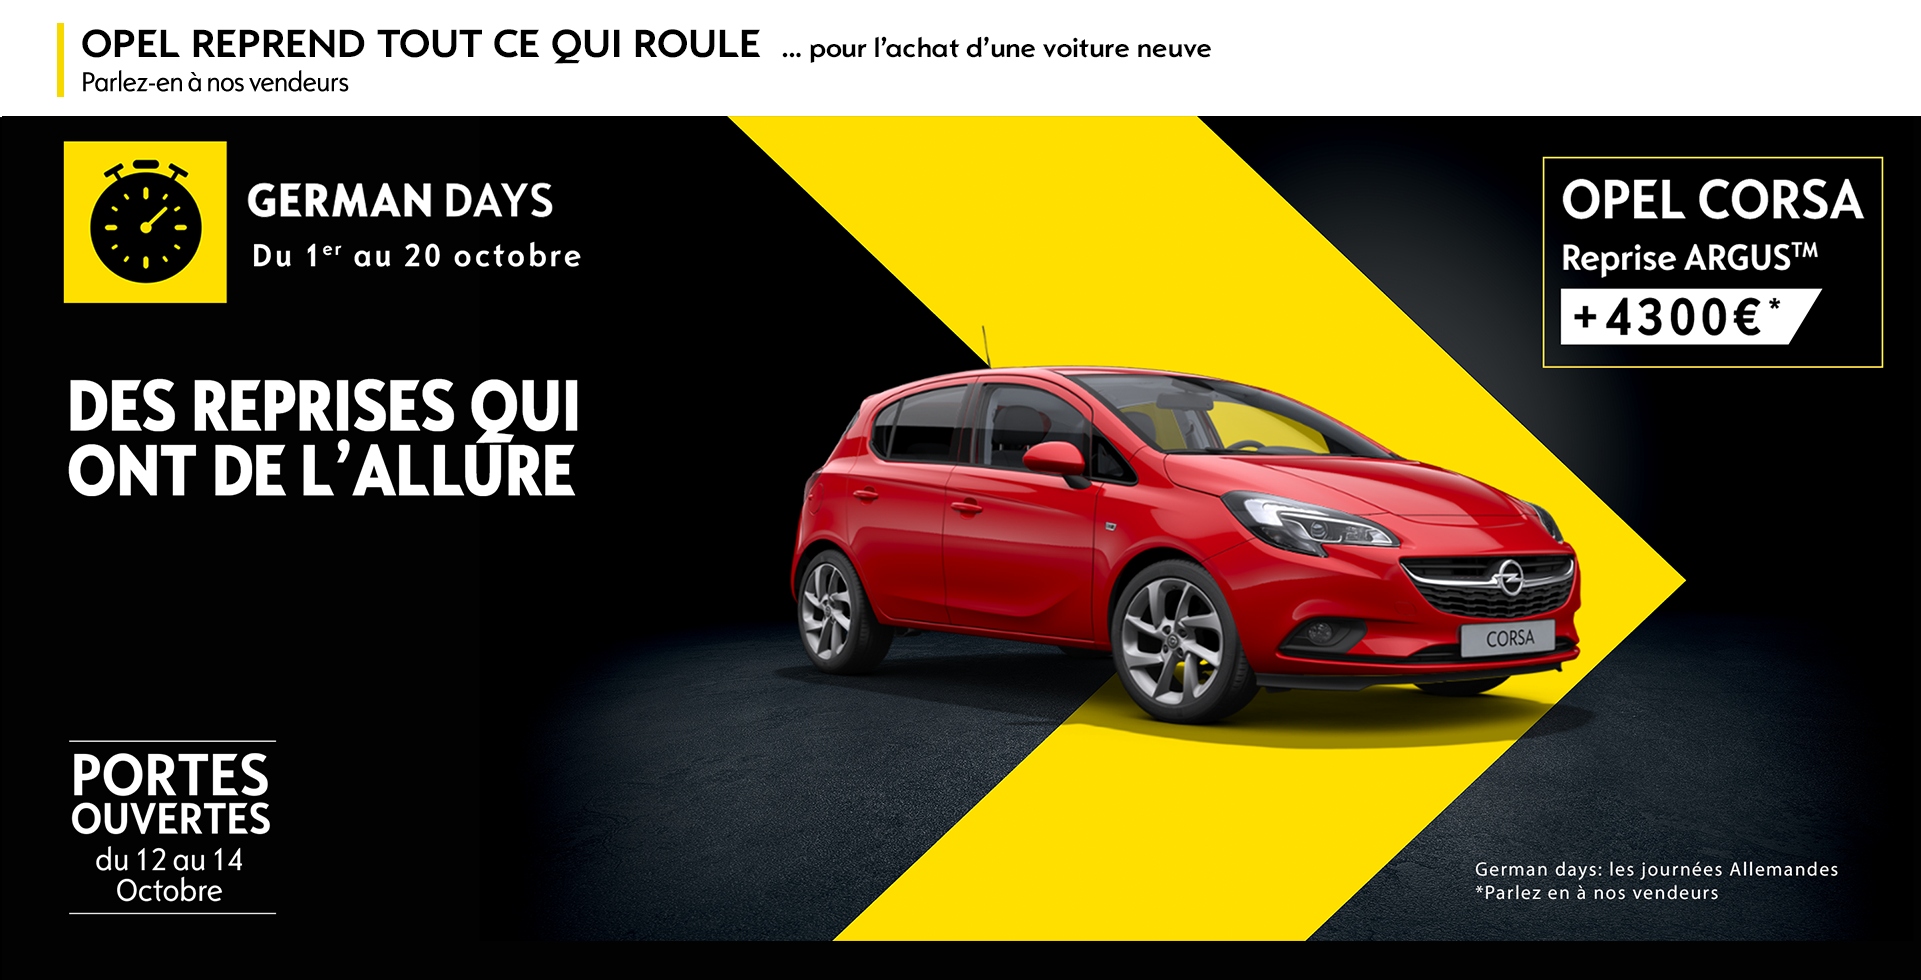 OPEL REPREND TOUT CE QUI ROULE ... pour l’achat d’une voiture neuve
Parlez-en à nos vendeurs
GERMAN DAYS
Du 1er au 20 octobre
OPEL CORSA
Reprise ARGUS™
+4300€*
DES REPRISES QUI
ONT DE L’ALLURE
CORSA
PORTES
OUVERTES
du 12 au 14
Octobre
German days: les journées Allemandes
*Parlez en à nos vendeurs